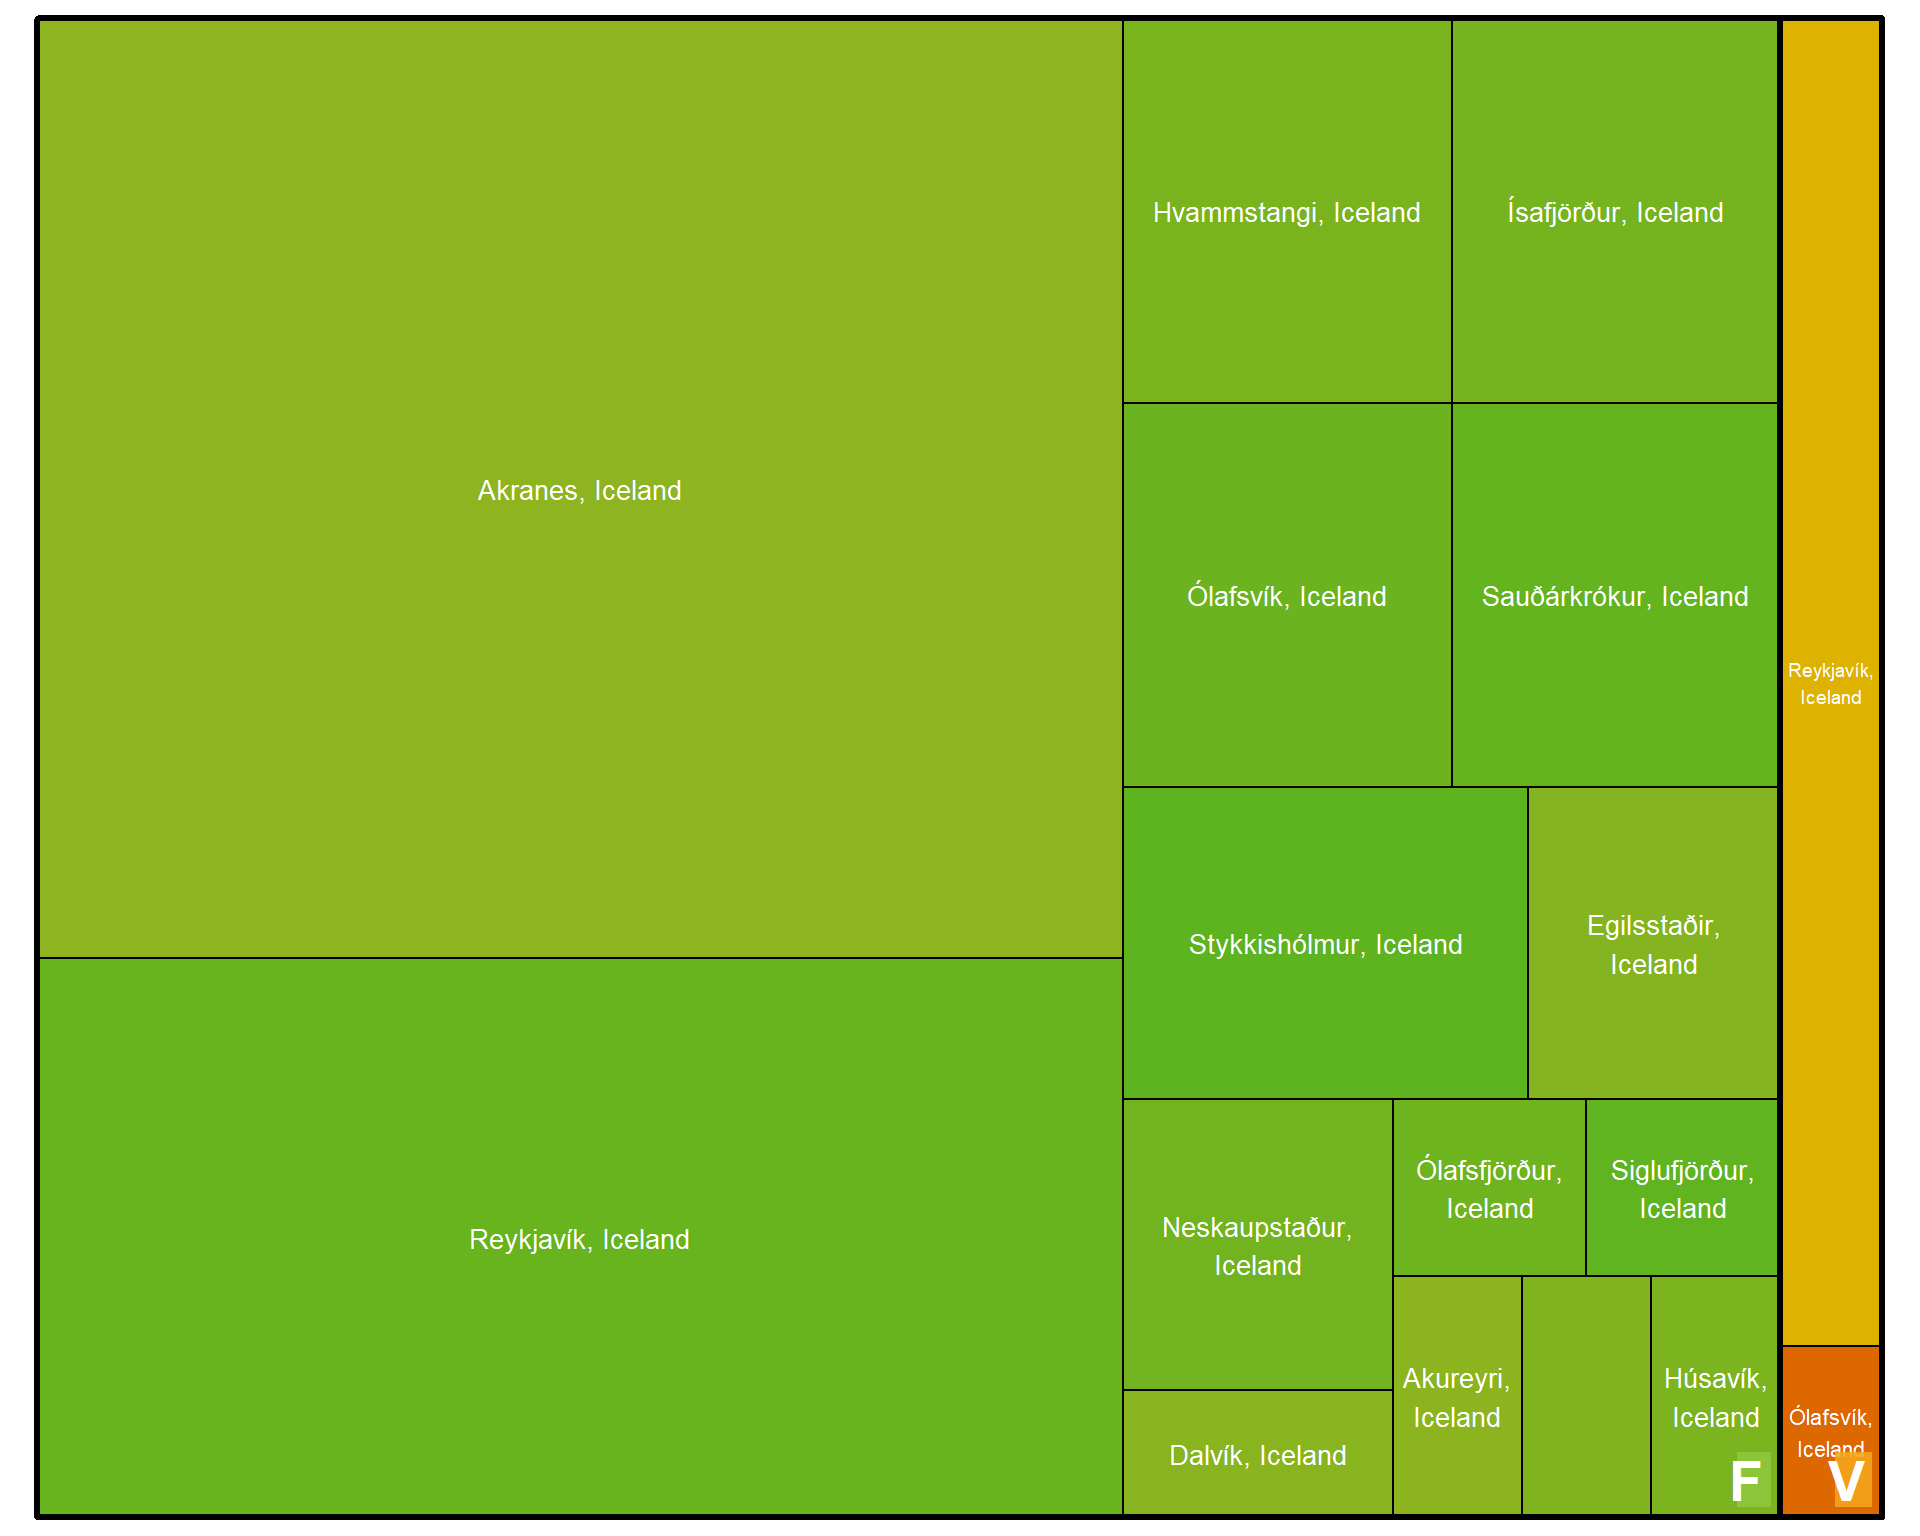 Akranes, Iceland
Reykjavík, Iceland
Hvammstangi, Iceland
Ísafjörður, Iceland
Ólafsvík, Iceland
Sauðárkrókur, Iceland
Stykkishólmur, Iceland
Egilsstaðir,
Iceland
Neskaupstaður,
Iceland
Ólafsfjörður,
Iceland
Siglufjörður,
Iceland
Dalvík, Iceland
Akureyri,
Iceland
Húsavík,
Iceland
F
Reykjavík,
Iceland
Ólafsvík,
Iceland
V